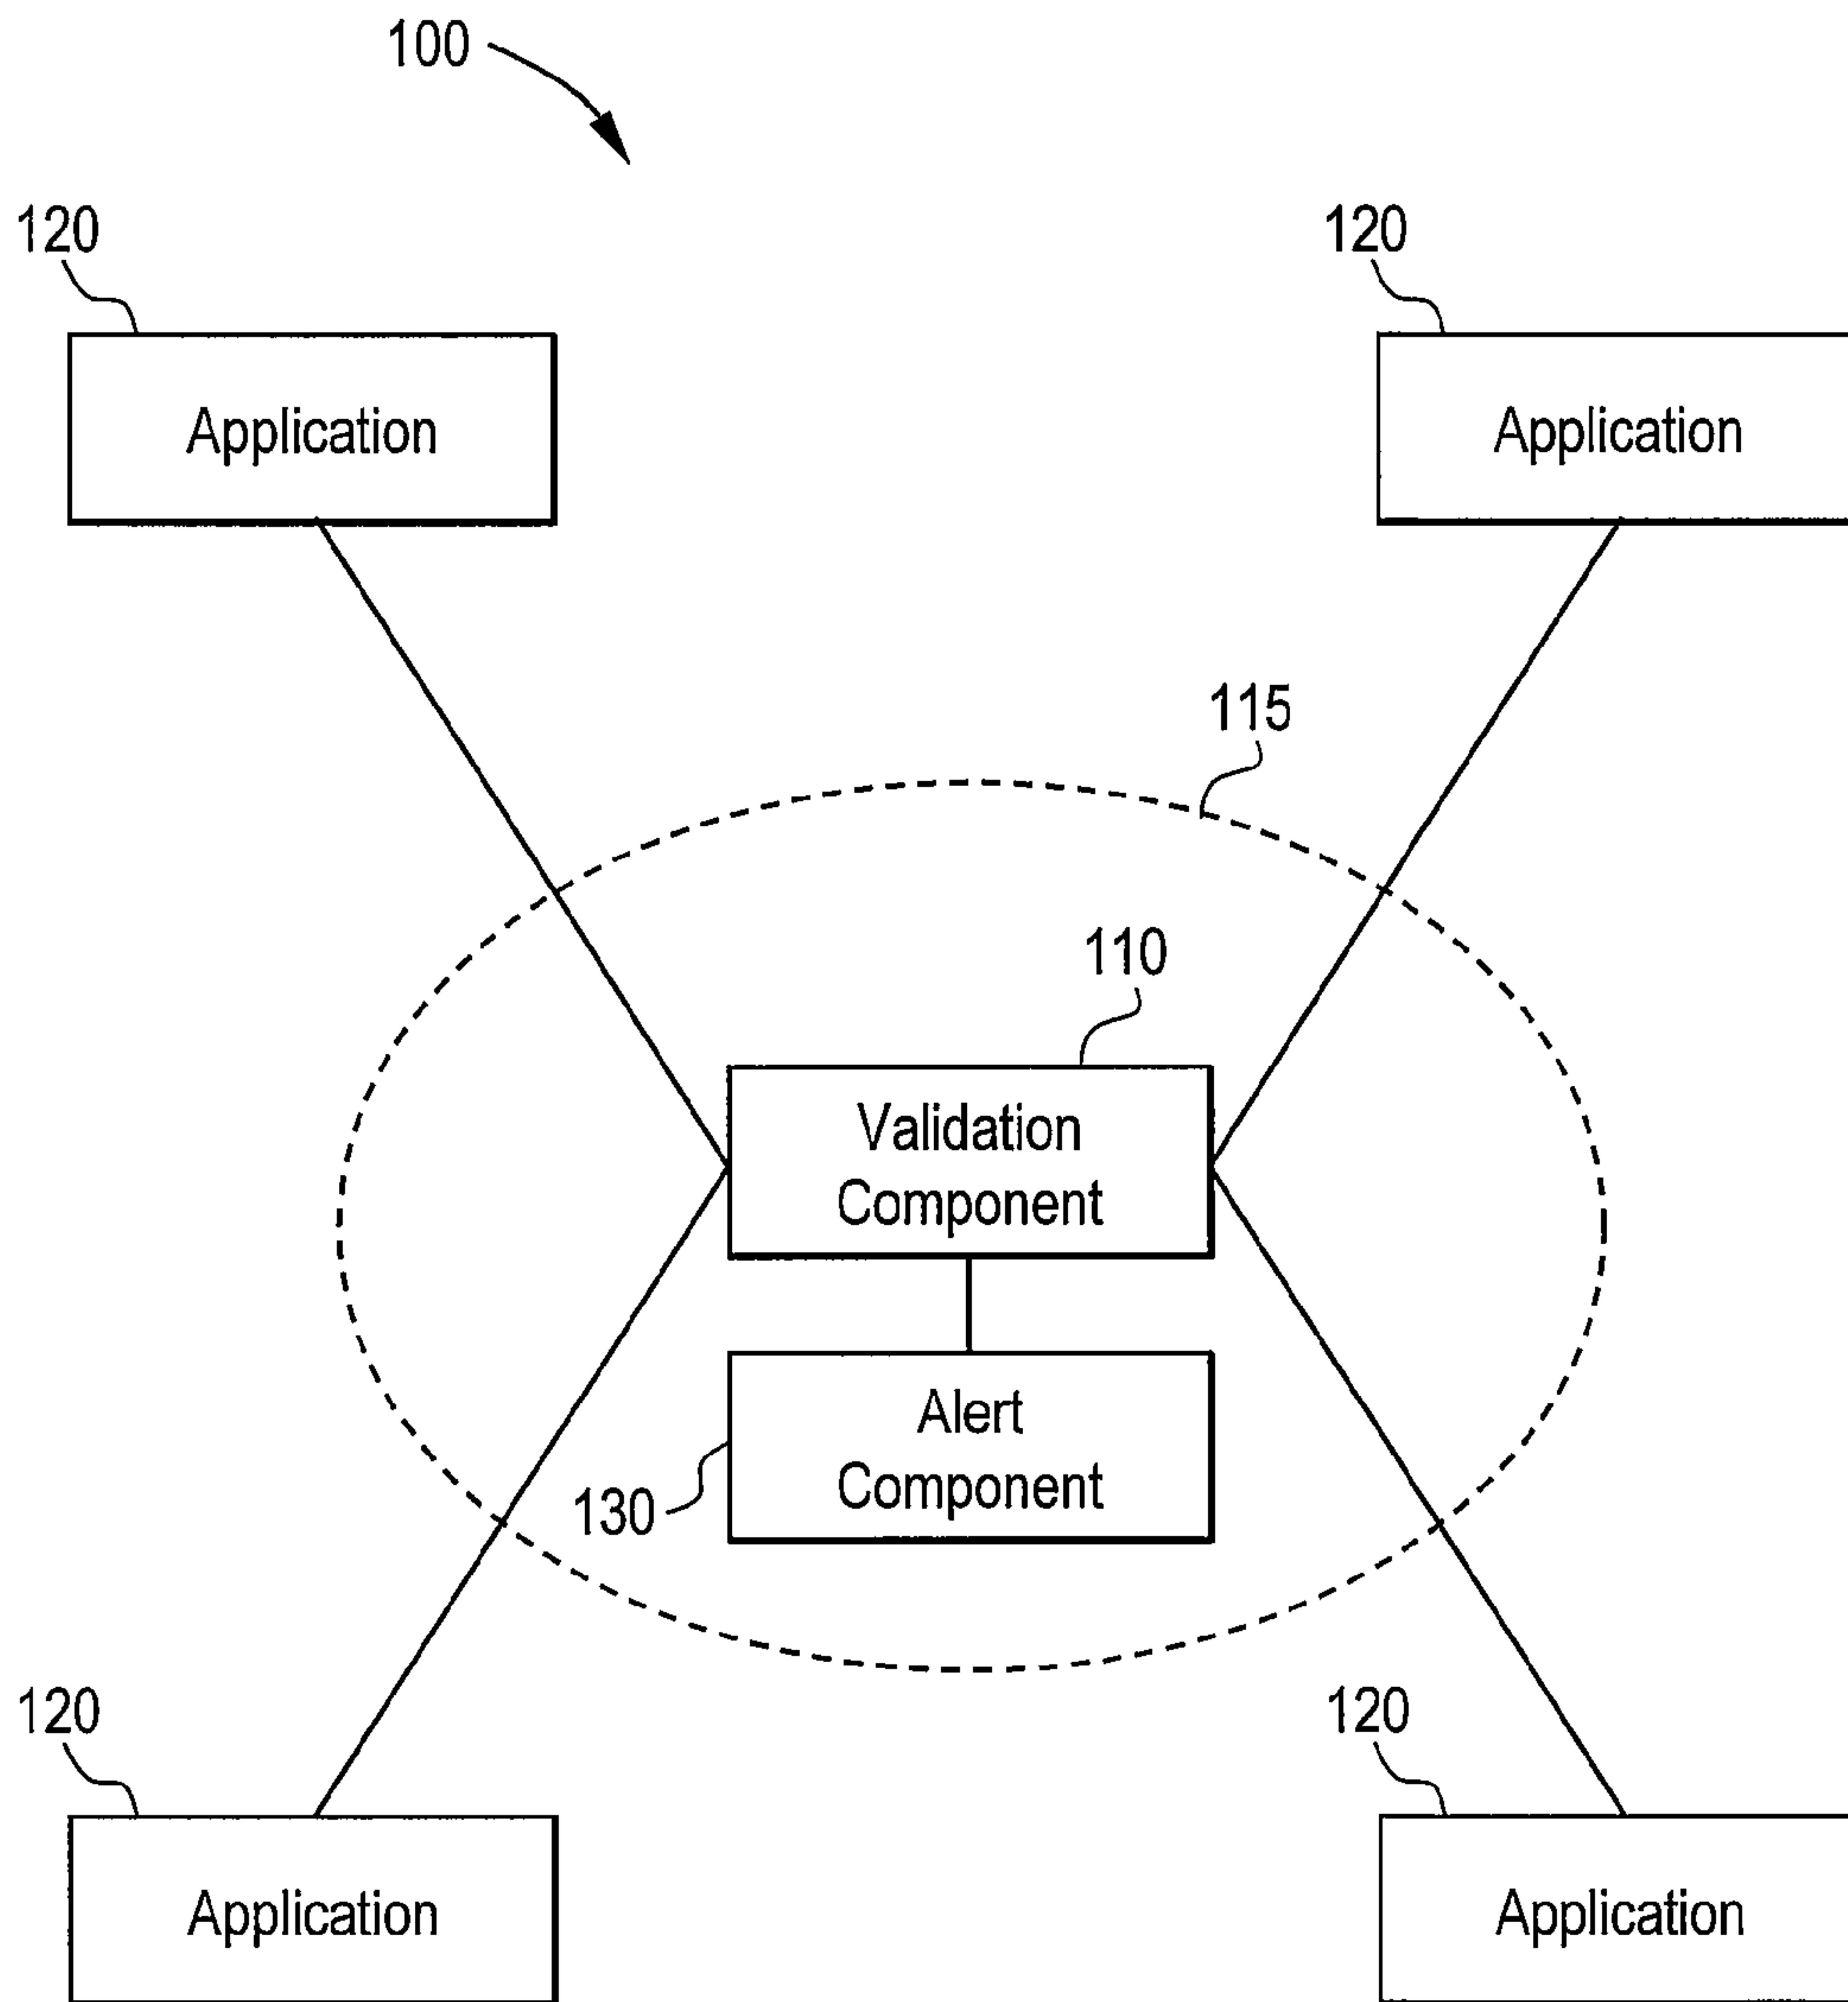 100
120
120
Application
Application
115
110
Validation
Component
Alert
Component
130
120
120
Application
Application